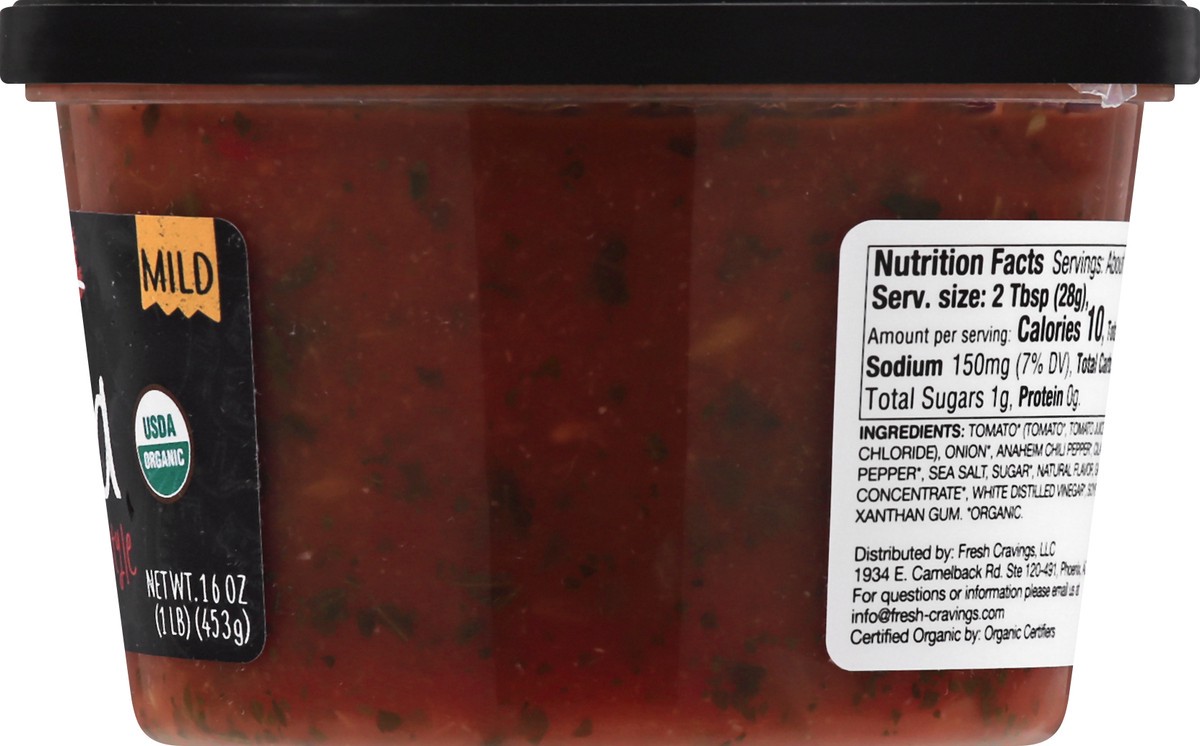 MILD
USDA
ORGANIC
NET WT. 16 OZ
(1 LB) (453g)
Nutrition Facts Servings:
Serv. size: 2 Tbsp (28g),
Amount per serving: Calories 10,
Sodium 150mg (7% DV), Total
Total Sugars 1g, Protein 0g.
INGREDIENTS: TOMATO* (TOMATO*, TOMATO
CHLORIDE), ONION*, ANAHEIM CHILI PEPPER*,
PEPPER*, SEA SALT, SUGAR*, NATURAL FLAVOR,
CONCENTRATE*, WHITE DISTILLED VINEGAR*,
XANTHAN GUM. *ORGANIC.
Distributed by: Fresh Cravings, LLC
1934 E. Camelback Rd. Ste 120-491, Phoenix,
For questions or information please email us at
info@fresh-cravings.com
Certified Organic by: Organic Certifiers